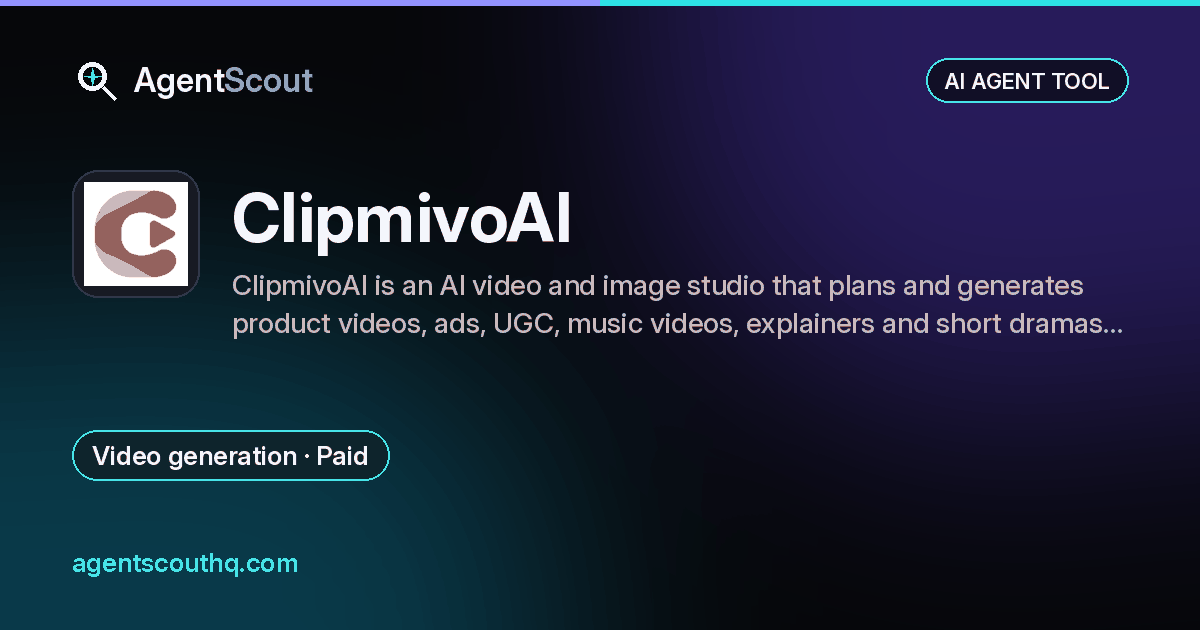 AgentScout
AI AGENT TOOL
ClipmivoAI
ClipmivoAI is an AI video and image studio that plans and generates
product videos, ads, UGC, music videos, explainers and short dramas...
Video generation · Paid
agentscouthq.com